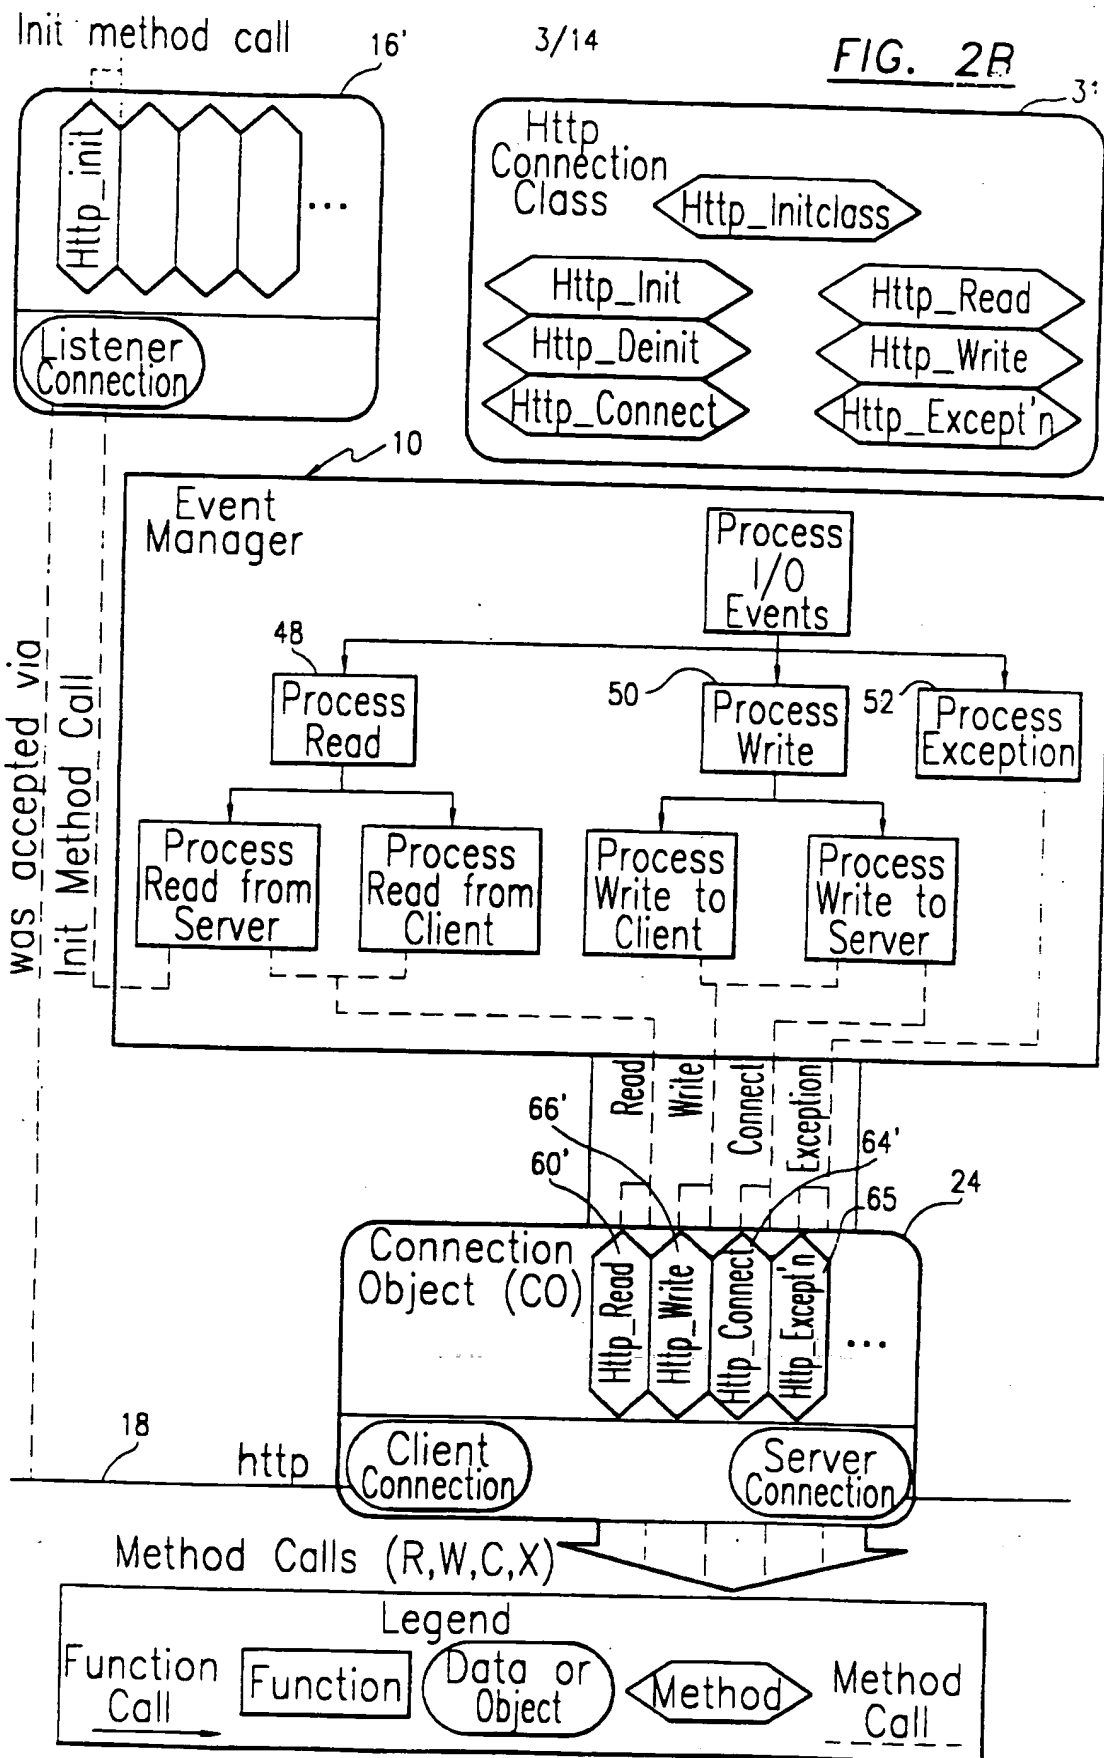 Init method call
16'
3/14
FIG. 2B
3'
Http_init
...
Listener
Connection
Http
Connection
Class
Http_Initclass
Http_Init
Http_Deinit
Http_Connect
Http_Read
Http_Write
Http_Except'n
10
Event
Manager
Process
I/O
Events
48
Process
Read
50
Process
Write
52
Process
Exception
Process
Read from
Server
Process
Read from
Client
Process
Write to
Client
Process
Write to
Server
was accepted via
Init Method Call
Read
Write
Connect
Exception
66'
60'
64'
65
24
Connection
Object (CO)
Http_Read
Http_Write
Http_Connect
Http_Except'n
...
18
http
Client
Connection
Server
Connection
Method Calls (R,W,C,X)
Legend
Function
Call
Function
Data or
Object
Method
Method
Call